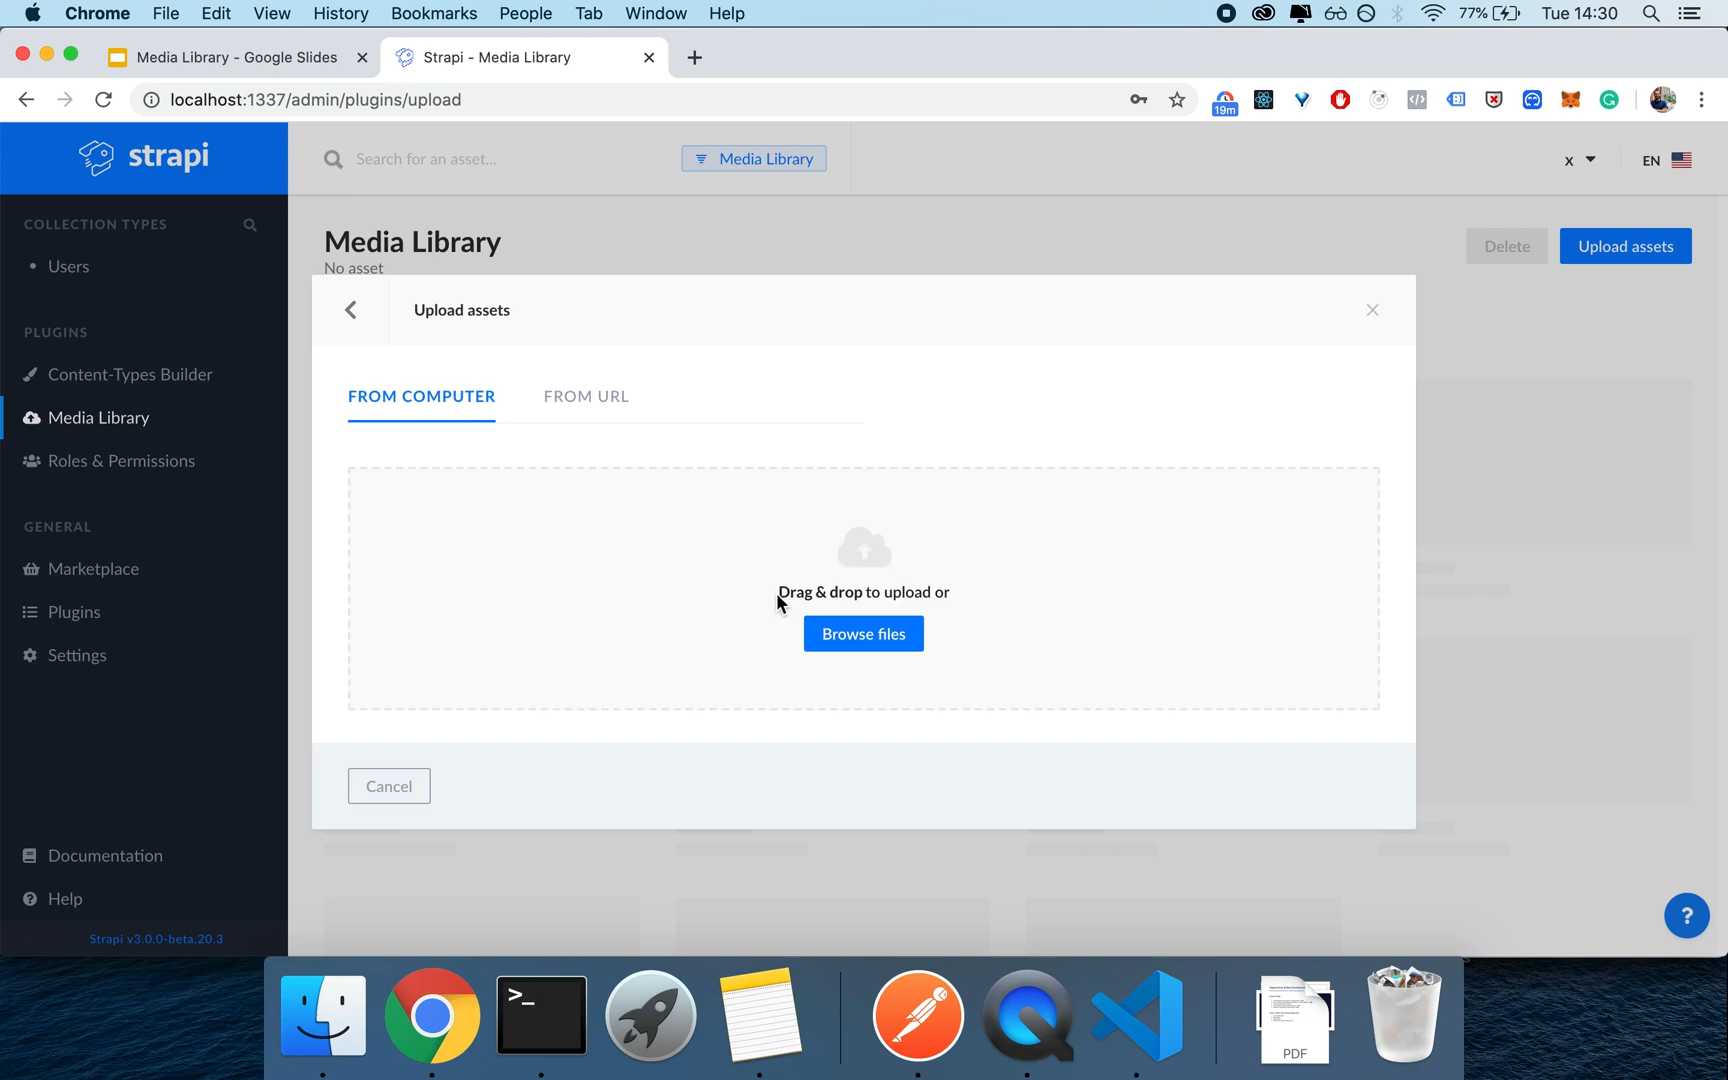 Chrome File Edit View History Bookmarks People Tab Window Help 77% Tue 14:30
Media Library - Google Slides
Strapi - Media Library
localhost:1337/admin/plugins/upload
19m
strapi
Search for an asset...
Media Library
x
EN
COLLECTION TYPES
Users
PLUGINS
Content-Types Builder
Media Library
Roles & Permissions
GENERAL
Marketplace
Plugins
Settings
Documentation
Help
Strapi v3.0.0-beta.20.3
Media Library
No asset
Delete
Upload assets
Upload assets
FROM COMPUTER
FROM URL
Drag & drop to upload or
Browse files
Cancel
?
>_
PDF